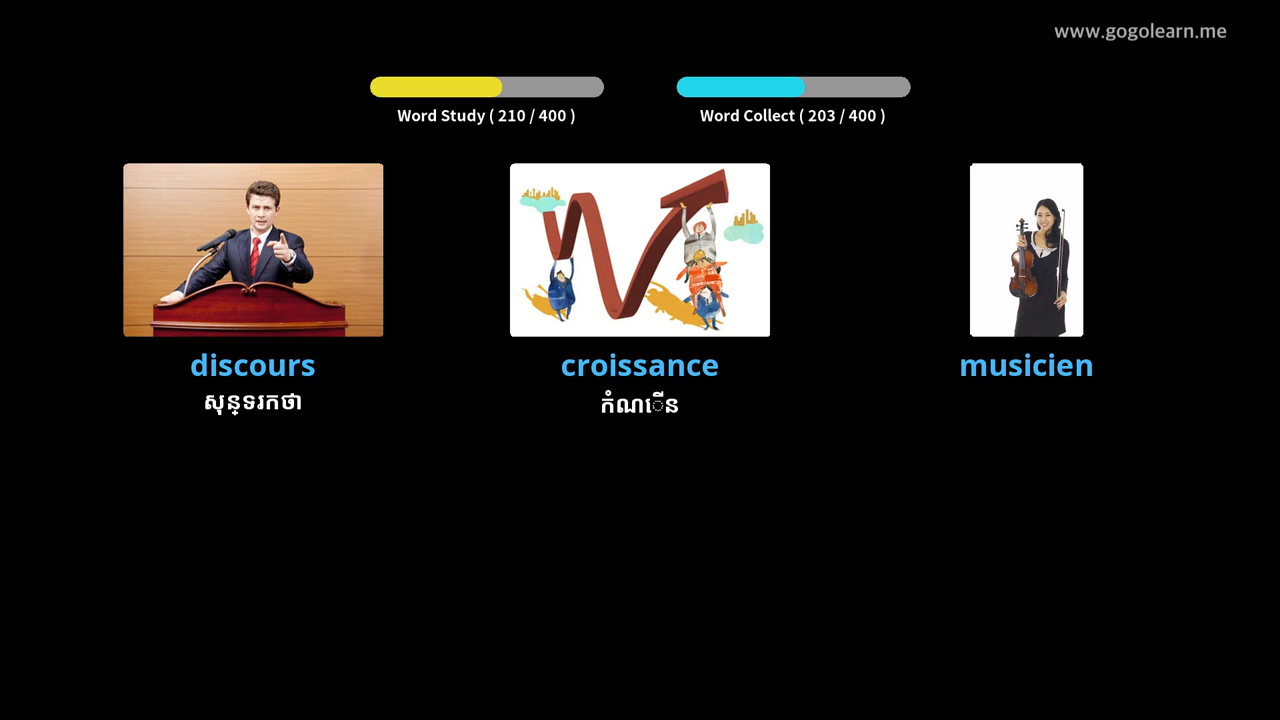 www.gogolearn.me
Word Study ( 210 / 400 )
Word Collect ( 203 / 400 )
discours
croissance
musicien
សុន្ទរកថា
កំណើន